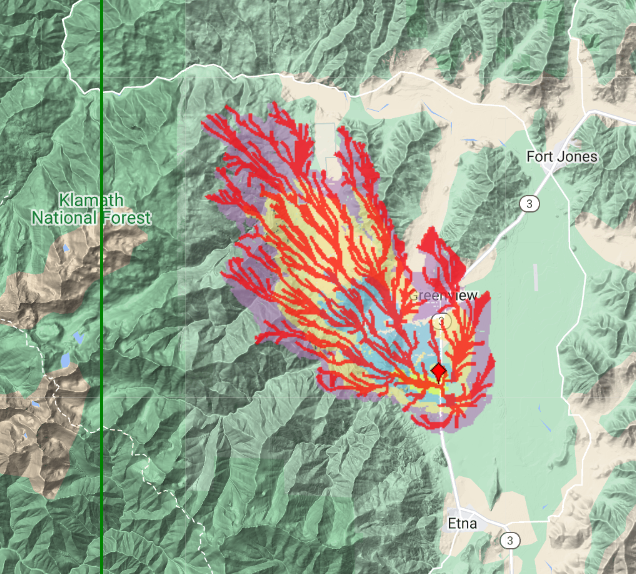 Fort Jones
Klamath
National Forest
3
Greenview
3
Etna
3